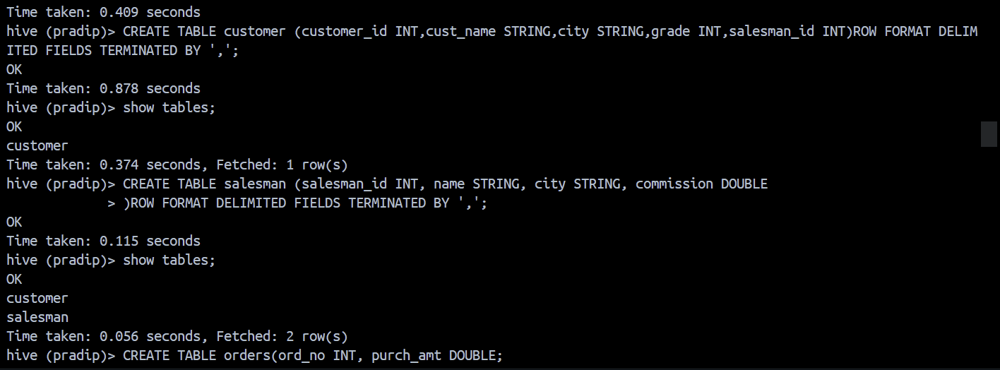 Time taken: 0.409 seconds
hive (pradip)> CREATE TABLE customer (customer_id INT,cust_name STRING,city STRING,grade INT,salesman_id INT)ROW FORMAT DELIM
ITED FIELDS TERMINATED BY ',';
OK
Time taken: 0.878 seconds
hive (pradip)> show tables;
OK
customer
Time taken: 0.374 seconds, Fetched: 1 row(s)
hive (pradip)> CREATE TABLE salesman (salesman_id INT, name STRING, city STRING, commission DOUBLE
             > )ROW FORMAT DELIMITED FIELDS TERMINATED BY ',';
OK
Time taken: 0.115 seconds
hive (pradip)> show tables;
OK
customer
salesman
Time taken: 0.056 seconds, Fetched: 2 row(s)
hive (pradip)> CREATE TABLE orders(ord_no INT, purch_amt DOUBLE;